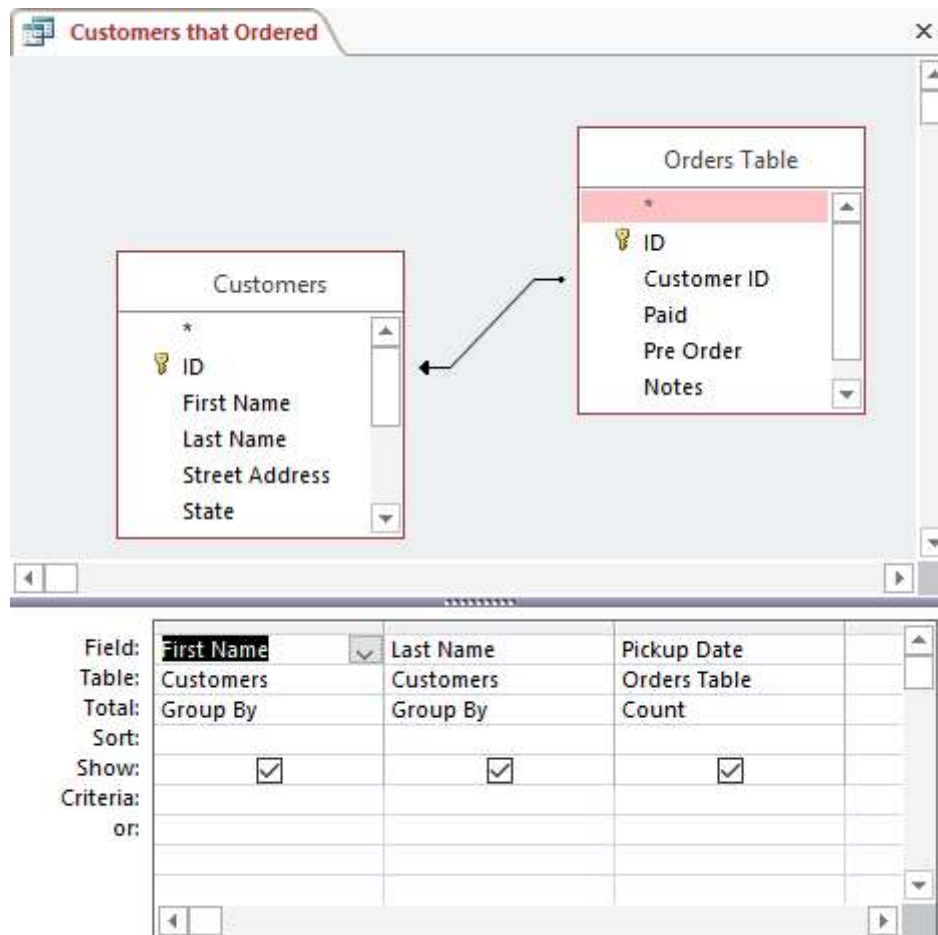 Customers that Ordered
Orders Table
*
ID
Customer ID
Paid
Pre Order
Notes
Customers
*
ID
First Name
Last Name
Street Address
State
Field: First Name Last Name Pickup Date
Table: Customers Customers Orders Table
Total: Group By Group By Count
Sort:
Show:
Criteria:
or: